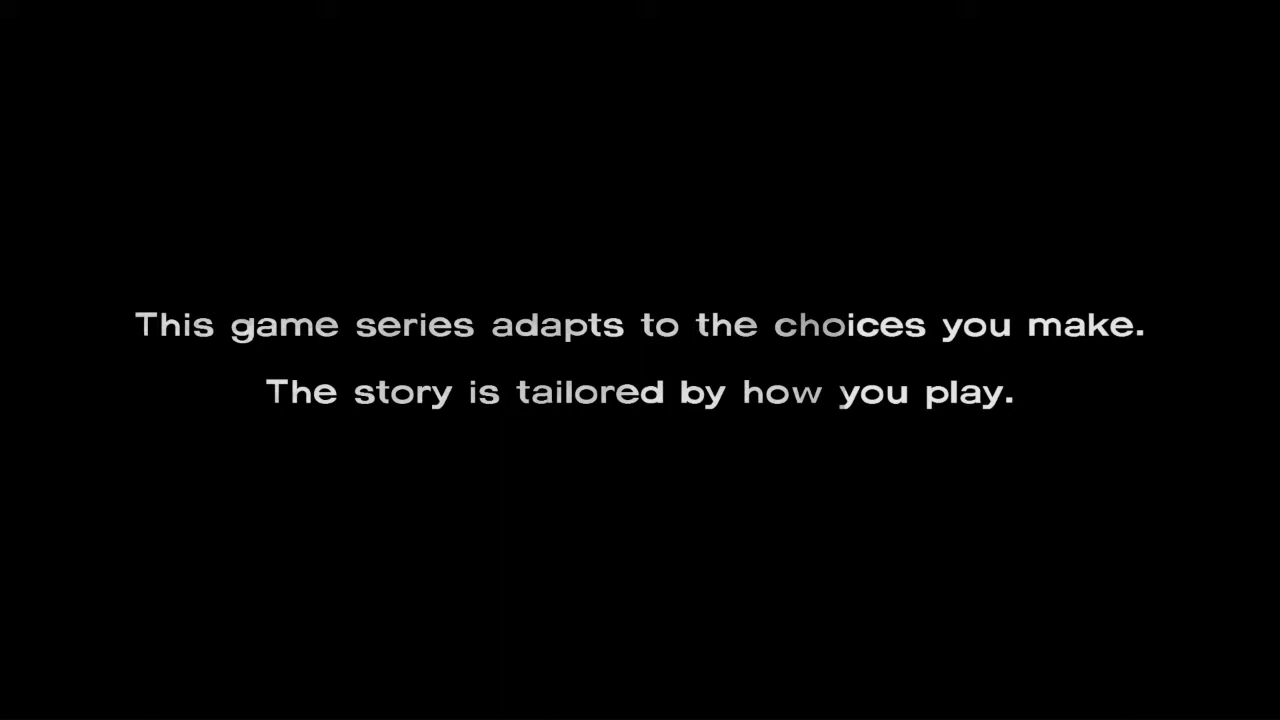 This game series adapts to the choices you make.
The story is tailored by how you play.